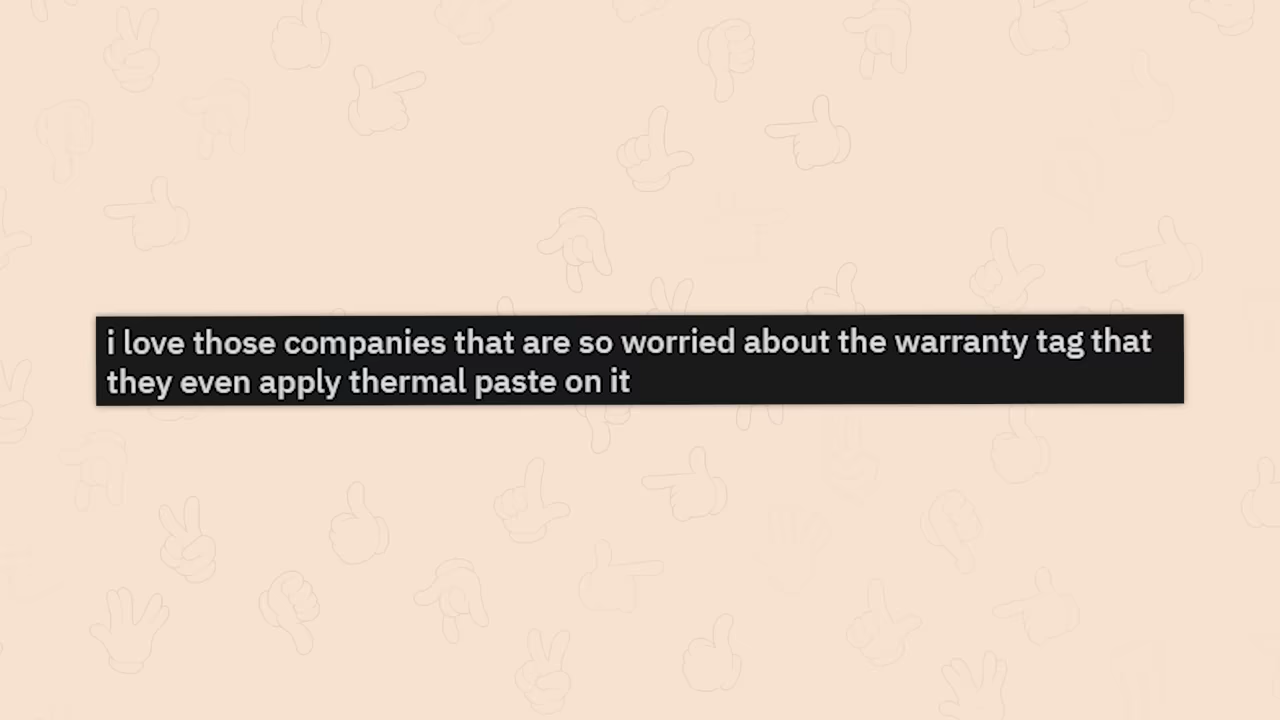 i love those companies that are so worried about the warranty tag that
they even apply thermal paste on it